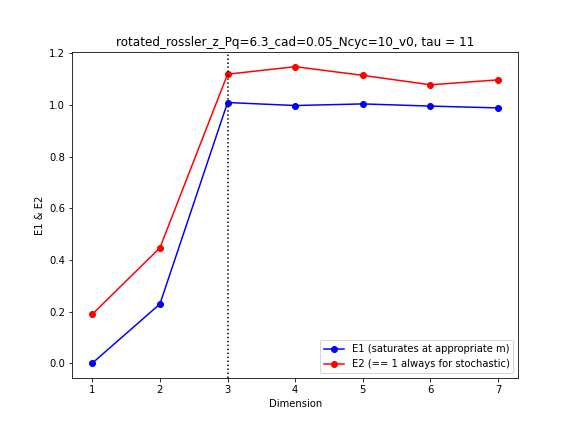 rotated_rossler_z_Pq=6.3_cad=0.05_Ncyc=10_v0, tau = 11
1.2
1.0
0.8
0.6
0.4
0.2
0.0
E1 & E2
E1 (saturates at appropriate m)
E2 (== 1 always for stochastic)
1 2 3 4 5 6 7
Dimension